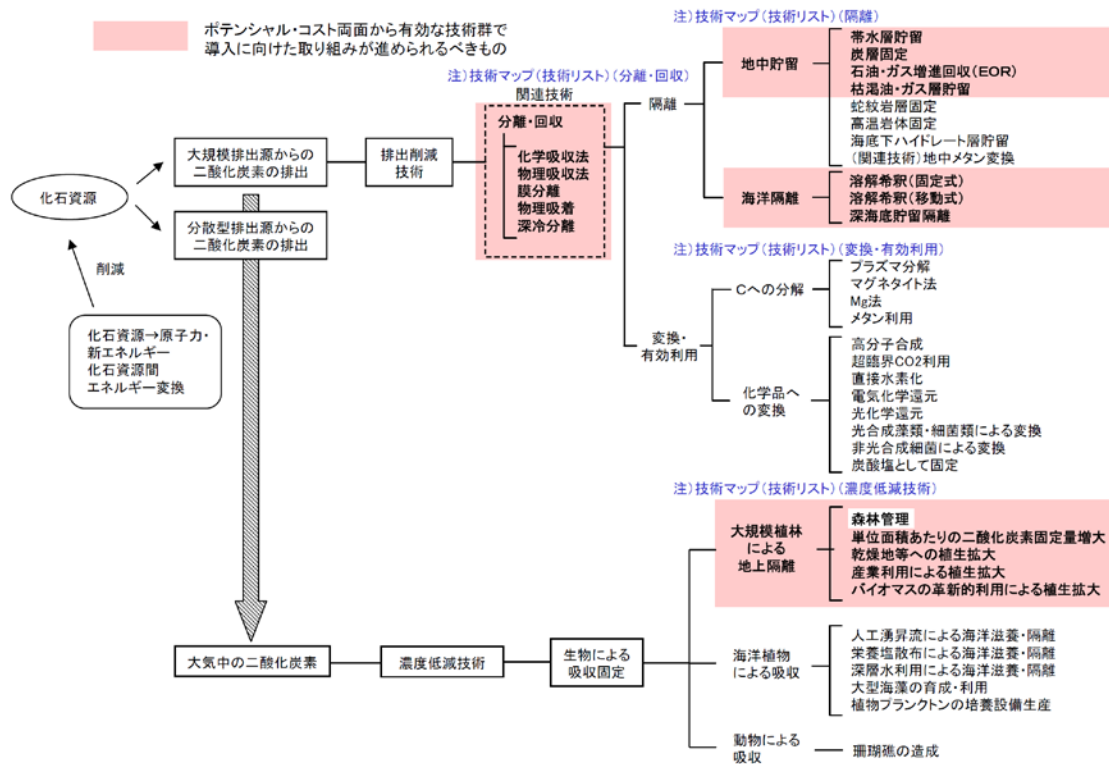 ポテンシャル・コスト両面から有効な技術群で
導入に向けた取り組みが進められるべきもの
注）技術マップ（技術リスト）（隔離）
帯水層貯留
炭層固定
石油・ガス増進回収（EOR）
枯渇油・ガス層貯留
蛇紋岩層固定
高温岩体固定
海底下ハイドレート層貯留
（関連技術）地中メタン変換
地中貯留
隔離
海洋隔離
溶解希釈（固定式）
溶解希釈（移動式）
深海底貯留隔離
注）技術マップ（技術リスト）（分離・回収）
関連技術
分離・回収
化学吸収法
物理吸収法
膜分離
物理吸着
深冷分離
化石資源
大規模排出源からの
二酸化炭素の排出
排出削減
技術
分散型排出源からの
二酸化炭素の排出
削減
化石資源→原子力・
新エネルギー
化石資源間
エネルギー変換
注）技術マップ（技術リスト）（変換・有効利用）
変換・
有効利用
Cへの分解
プラズマ分解
マグネタイト法
Mg法
メタン利用
化学品へ
の変換
高分子合成
超臨界CO2利用
直接水素化
電気化学還元
光化学還元
光合成藻類・細菌類による変換
非光合成細菌による変換
炭酸塩として固定
注）技術マップ（技術リスト）（濃度低減技術）
大規模植林
による
地上隔離
森林管理
単位面積あたりの二酸化炭素固定量増大
乾燥地等への植生拡大
産業利用による植生拡大
バイオマスの革新的利用による植生拡大
大気中の二酸化炭素
濃度低減技術
生物による
吸収固定
海洋植物
による吸収
人工湧昇流による海洋滋養・隔離
栄養塩散布による海洋滋養・隔離
深層水利用による海洋滋養・隔離
大型海藻の育成・利用
植物プランクトンの培養設備生産
動物による
吸収
珊瑚礁の造成